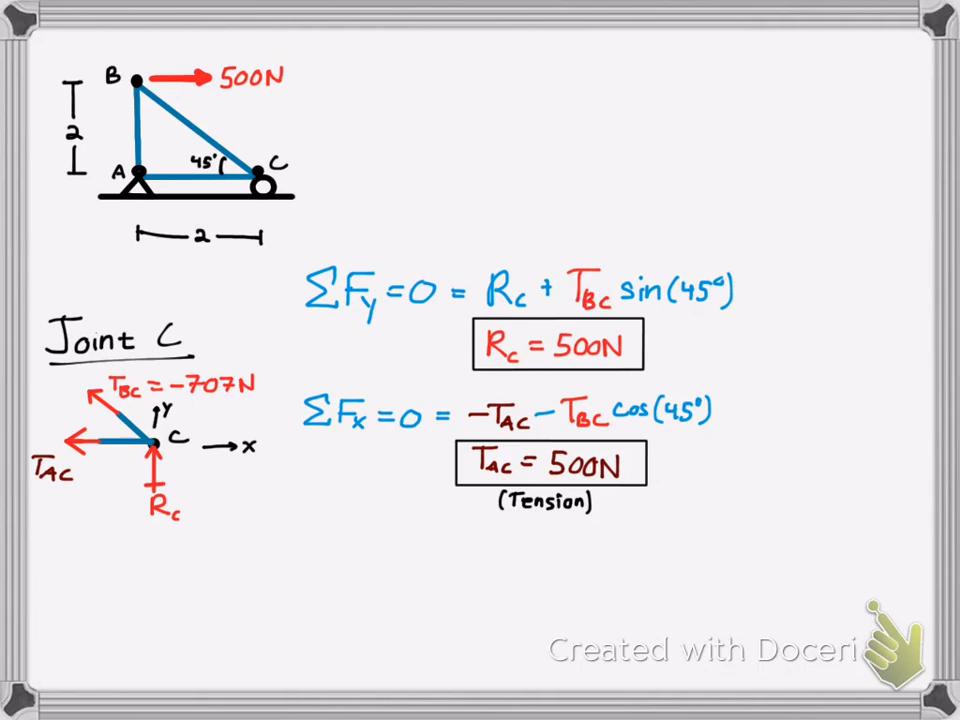 B 500N
2
A 45° C
2
ΣFy = 0 = Rc + TBC sin(45°)
Rc = 500N
Joint C
TBC = -707N
y
ΣFx = 0 = -TAC - TBC cos(45°)
C x
TAC
TAC = 500N
(Tension)
Rc
Created with Doceri